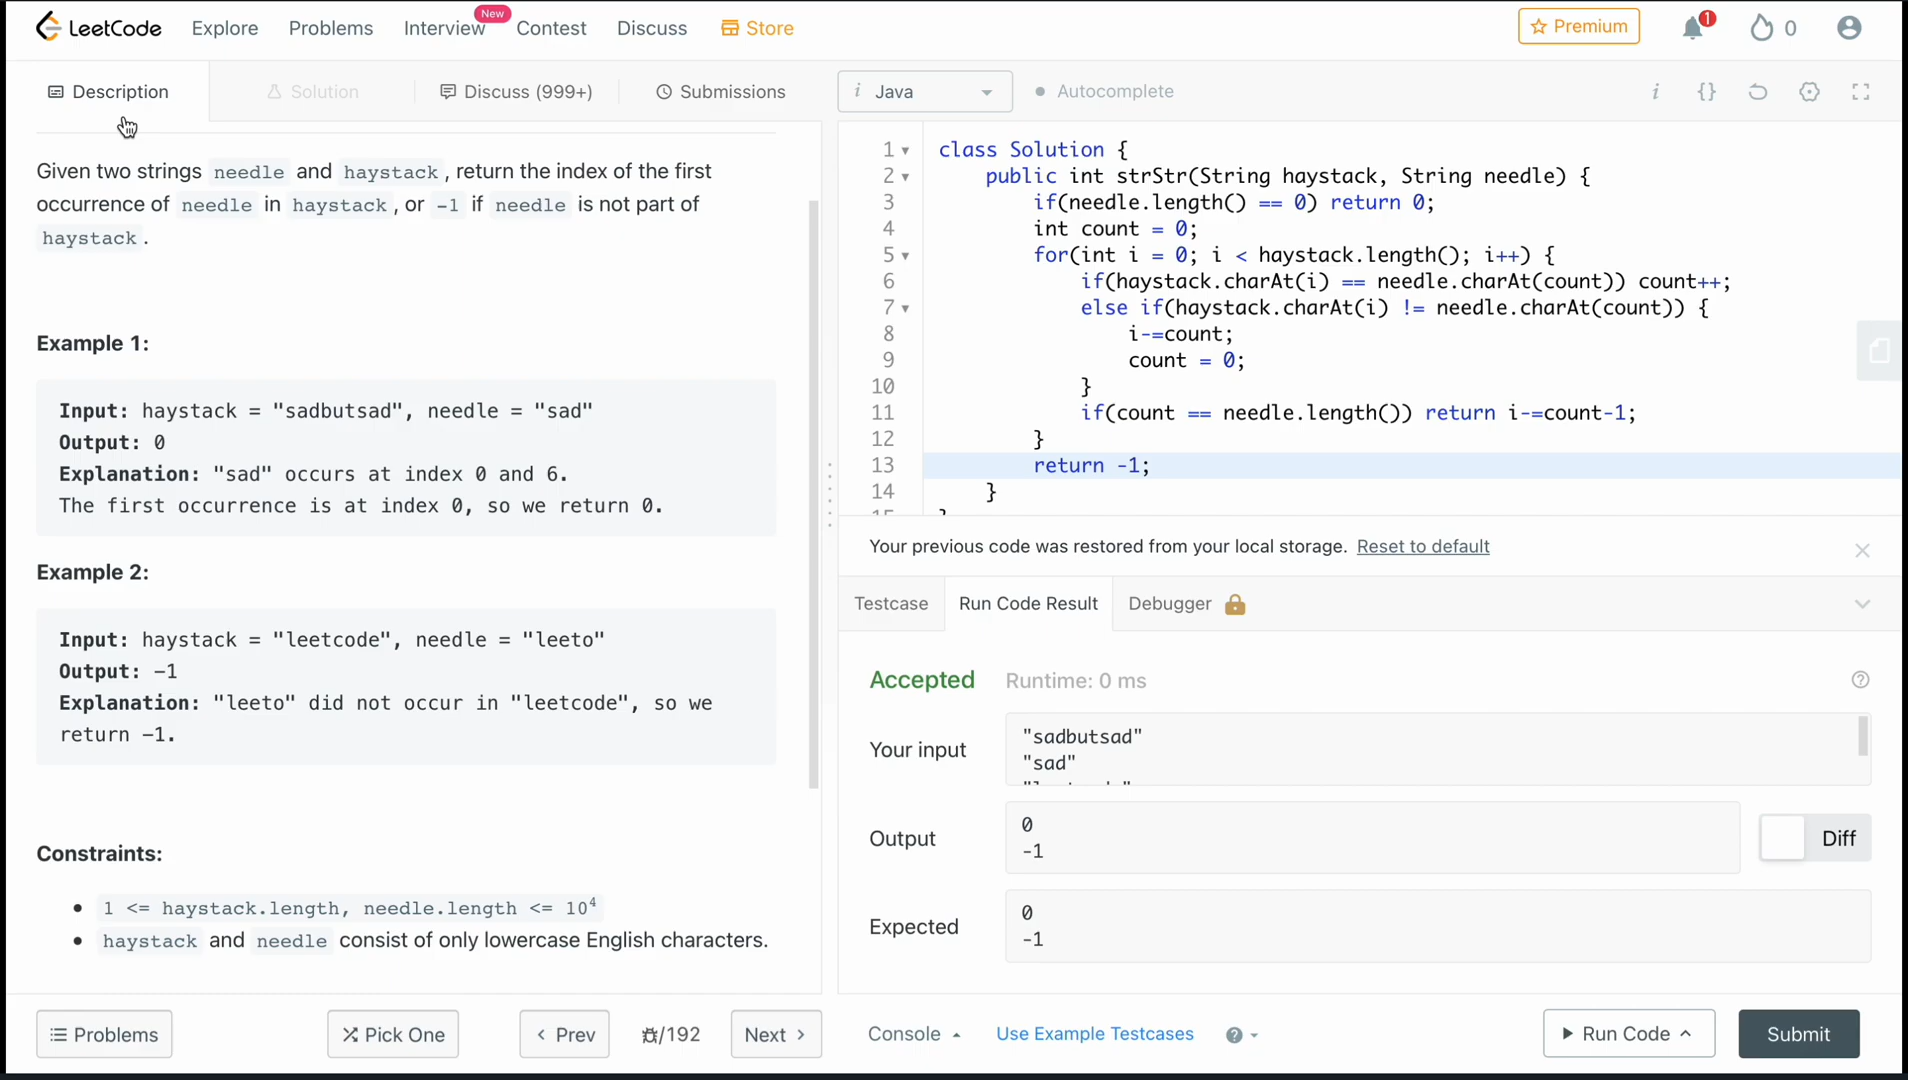 LeetCode Explore Problems Interview New Contest Discuss Store Premium 1 0
Description Solution Discuss (999+) Submissions
Given two strings needle and haystack, return the index of the first
occurrence of needle in haystack, or -1 if needle is not part of
haystack.
Example 1:
Input: haystack = "sadbutsad", needle = "sad"
Output: 0
Explanation: "sad" occurs at index 0 and 6.
The first occurrence is at index 0, so we return 0.
Example 2:
Input: haystack = "leetcode", needle = "leeto"
Output: -1
Explanation: "leeto" did not occur in "leetcode", so we
return -1.
Constraints:
• 1 <= haystack.length, needle.length <= 10⁴
• haystack and needle consist of only lowercase English characters.
Problems Pick One Prev /192 Next
i Java Autocomplete i {}
1 class Solution {
2     public int strStr(String haystack, String needle) {
3         if(needle.length() == 0) return 0;
4         int count = 0;
5         for(int i = 0; i < haystack.length(); i++) {
6             if(haystack.charAt(i) == needle.charAt(count)) count++;
7             else if(haystack.charAt(i) != needle.charAt(count)) {
8                 i-=count;
9                 count = 0;
10             }
11             if(count == needle.length()) return i-=count-1;
12         }
13         return -1;
14     }
Your previous code was restored from your local storage. Reset to default
Testcase Run Code Result Debugger
Accepted Runtime: 0 ms
Your input
"sadbutsad"
"sad"
Output
0
-1
Diff
Expected
0
-1
Console Use Example Testcases Run Code Submit